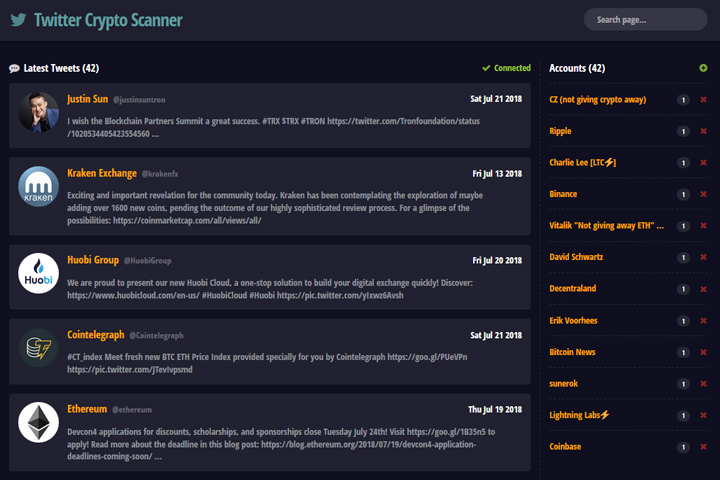 Twitter Crypto Scanner
Search page...
Latest Tweets (42)
Connected
Justin Sun @justinsuntron
Sat Jul 21 2018
I wish the Blockchain Partners Summit a great success. #TRX $TRX #TRON https://twitter.com/Tronfoundation/status
/1020534405423554560 ...
Kraken Exchange @krakenfx
Fri Jul 13 2018
Exciting and important revelation for the community today. Kraken has been contemplating the exploration of maybe
adding over 1600 new coins, pending the outcome of our highly sophisticated review process. For a glimpse of the
possibilities: https://coinmarketcap.com/all/views/all/
KRAKEN
Huobi Group @HuobiGroup
Fri Jul 20 2018
We are proud to present our new Huobi Cloud, a one-stop solution to build your digital exchange quickly! Discover:
https://www.huobicloud.com/en-us/ #HuobiCloud #Huobi https://pic.twitter.com/yIxwz6Avsh
Huobi
Cointelegraph @Cointelegraph
Sat Jul 21 2018
#CT_index Meet fresh new BTC ETH Price Index provided specially for you by Cointelegraph https://goo.gl/PUeVPn
https://pic.twitter.com/JTevIvpsmd
Ethereum @ethereum
Thu Jul 19 2018
Devcon4 applications for discounts, scholarships, and sponsorships close Tuesday July 24th! Visit https://goo.gl/1B35n5 to
apply! Read more about the deadline in this blog post: https://blog.ethereum.org/2018/07/19/devcon4-application-
deadlines-coming-soon/ ...
Accounts (42)
CZ (not giving crypto away) 1
Ripple 1
Charlie Lee [LTC⚡] 1
Binance 1
Vitalik "Not giving away ETH" ... 1
David Schwartz 1
Decentraland 1
Erik Voorhees 1
Bitcoin News 1
sunerok 1
Lightning Labs⚡ 1
Coinbase 1